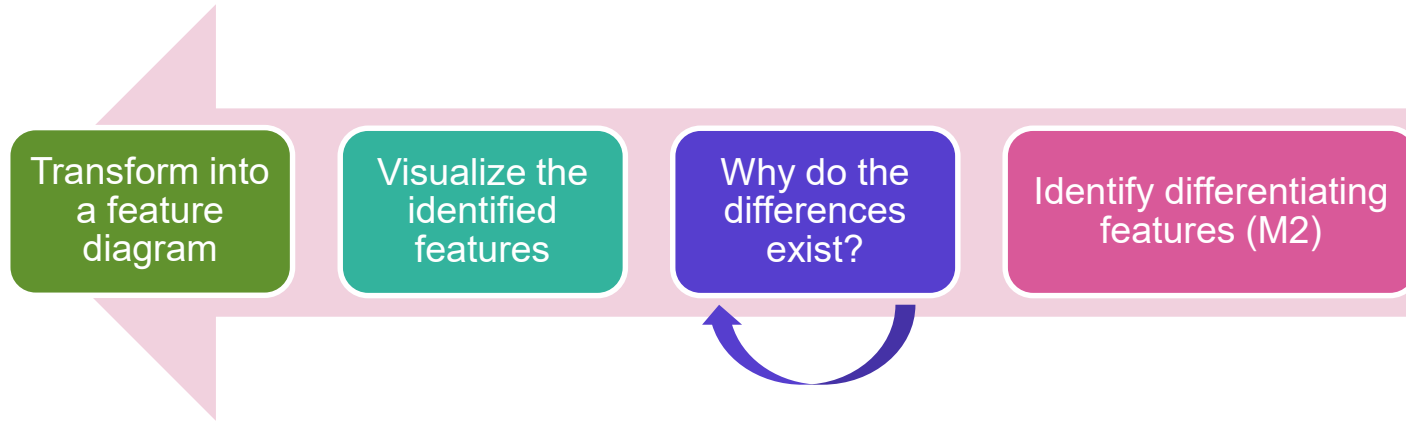 Transform into
a feature
diagram
Visualize the
identified
features
Why do the
differences
exist?
Identify differentiating
features (M2)